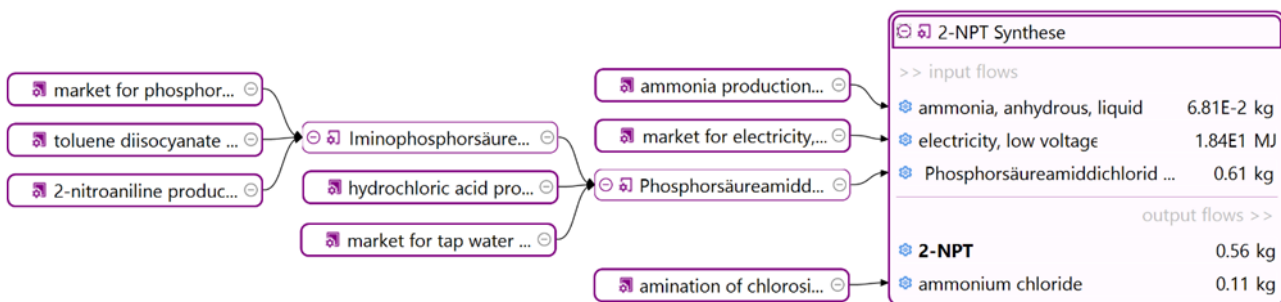 2-NPT Synthese
>> input flows
market for phosphor...
ammonia production...
ammonia, anhydrous, liquid 6.81E-2 kg
toluene diisocyanate ...
Iminophosphorsäure...
market for electricity,...
electricity, low voltage 1.84E1 MJ
2-nitroaniline produc...
hydrochloric acid pro...
Phosphorsäureamidd...
Phosphorsäureamiddichlorid ... 0.61 kg
output flows >>
market for tap water ...
2-NPT 0.56 kg
amination of chlorosi...
ammonium chloride 0.11 kg